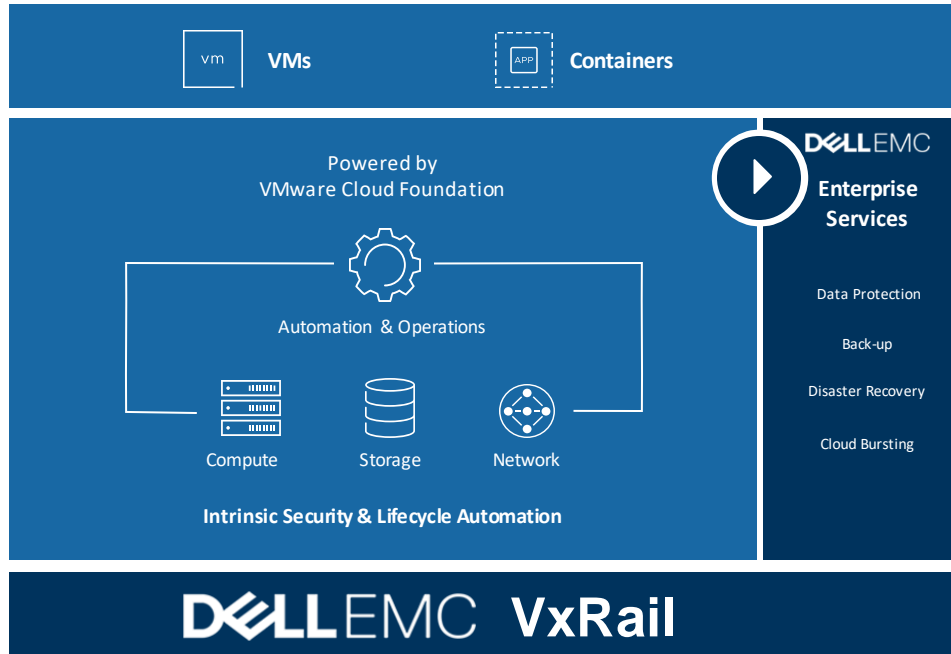 vm
VMs
APP
Containers
Powered by
VMware Cloud Foundation
Automation & Operations
Compute
Storage
Network
Intrinsic Security & Lifecycle Automation
DELLEMC
Enterprise
Services
Data Protection
Back-up
Disaster Recovery
Cloud Bursting
DELLEMC VxRail